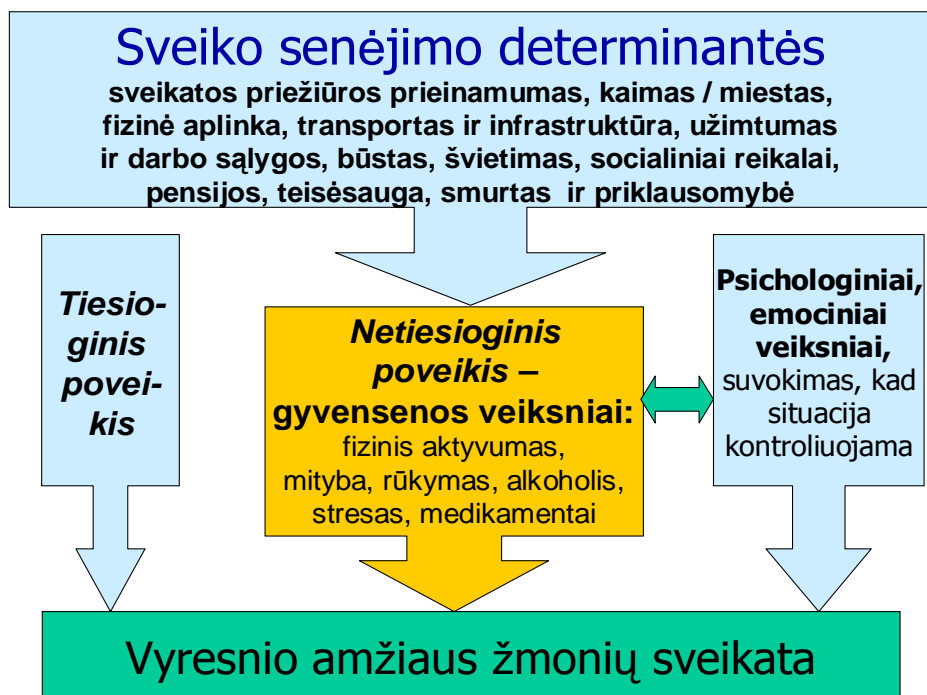 Sveiko senėjimo determinantės
sveikatos priežiūros prieinamumas, kaimas / miestas,
fizinė aplinka, transportas ir infrastruktūra, užimtumas
ir darbo sąlygos, būstas, švietimas, socialiniai reikalai,
pensijos, teisėsauga, smurtas ir priklausomybė
Tiesio-
ginis
povei-
kis
Netiesioginis
poveikis –
gyvensenos veiksniai:
fizinis aktyvumas,
mityba, rūkymas, alkoholis,
stresas, medikamentai
Psichologiniai,
emociniai
veiksniai,
suvokimas, kad
situacija
kontroliuojama
Vyresnio amžiaus žmonių sveikata